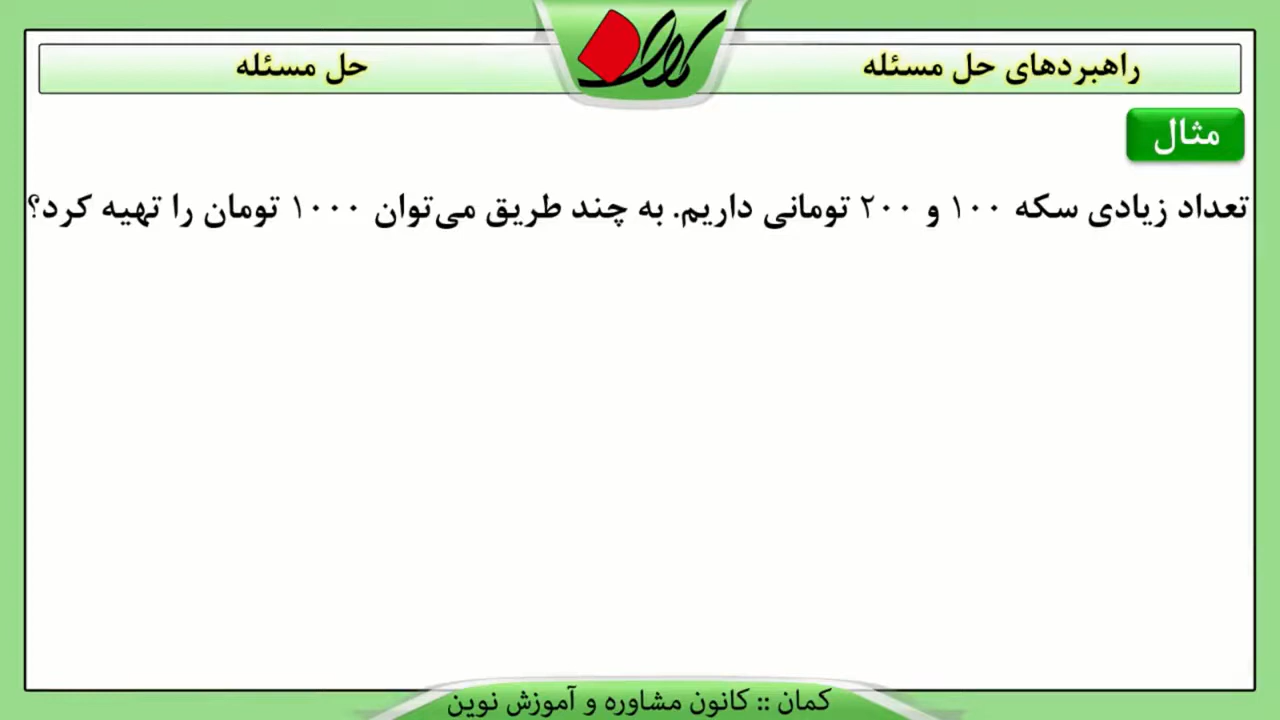 راهبردهای حل مسئله
کمان
حل مسئله
مثال
تعداد زیادی سکه ۱۰۰ و ۲۰۰ تومانی داریم. به چند طریق می‌توان ۱۰۰۰ تومان را تهیه کرد؟
کمان :: کانون مشاوره و آموزش نوین